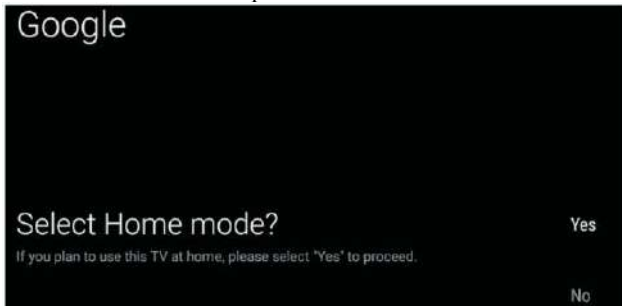 Google
Select Home mode?
Yes
If you plan to use this TV at home, please select "Yes" to proceed.
No